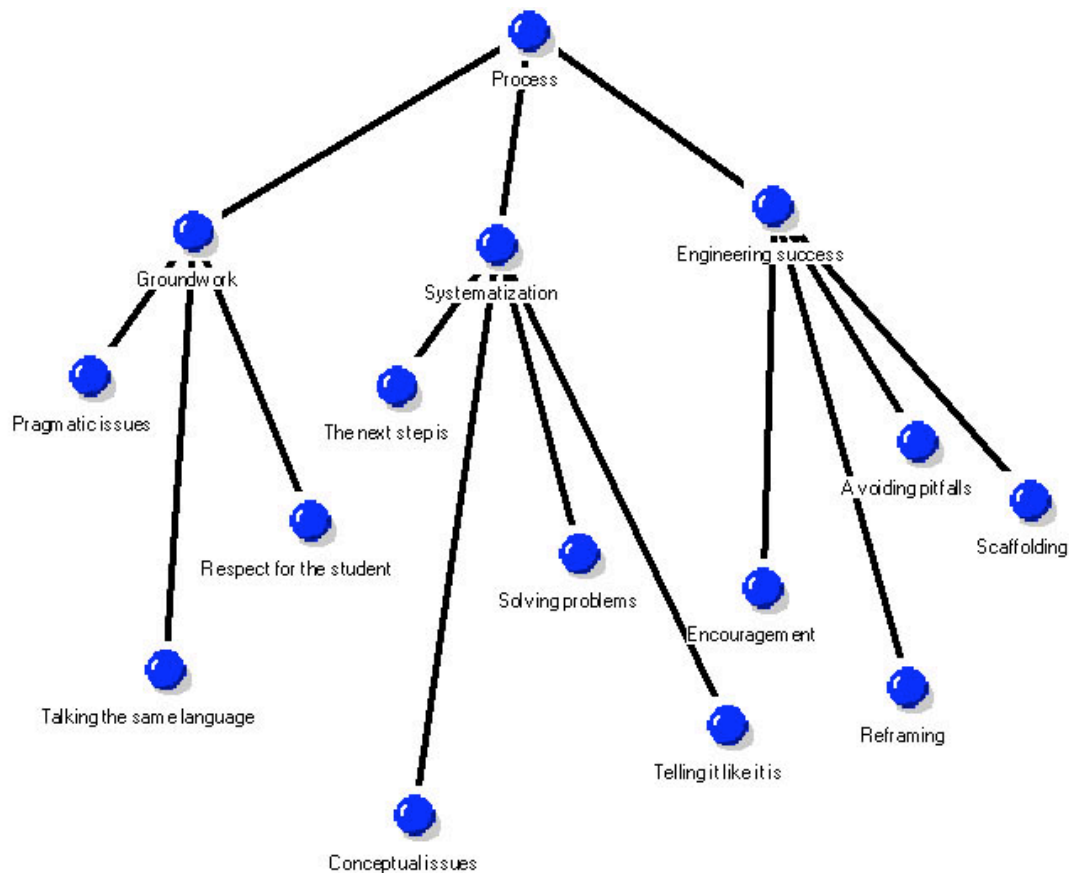 Process
Engineering success
Groundwork
Systematization
Pragmatic issues
The next step is
Avoiding pitfalls
Scaffolding
Respect for the student
Solving problems
Encouragement
Talking the same language
Reframing
Telling it like it is
Conceptual issues